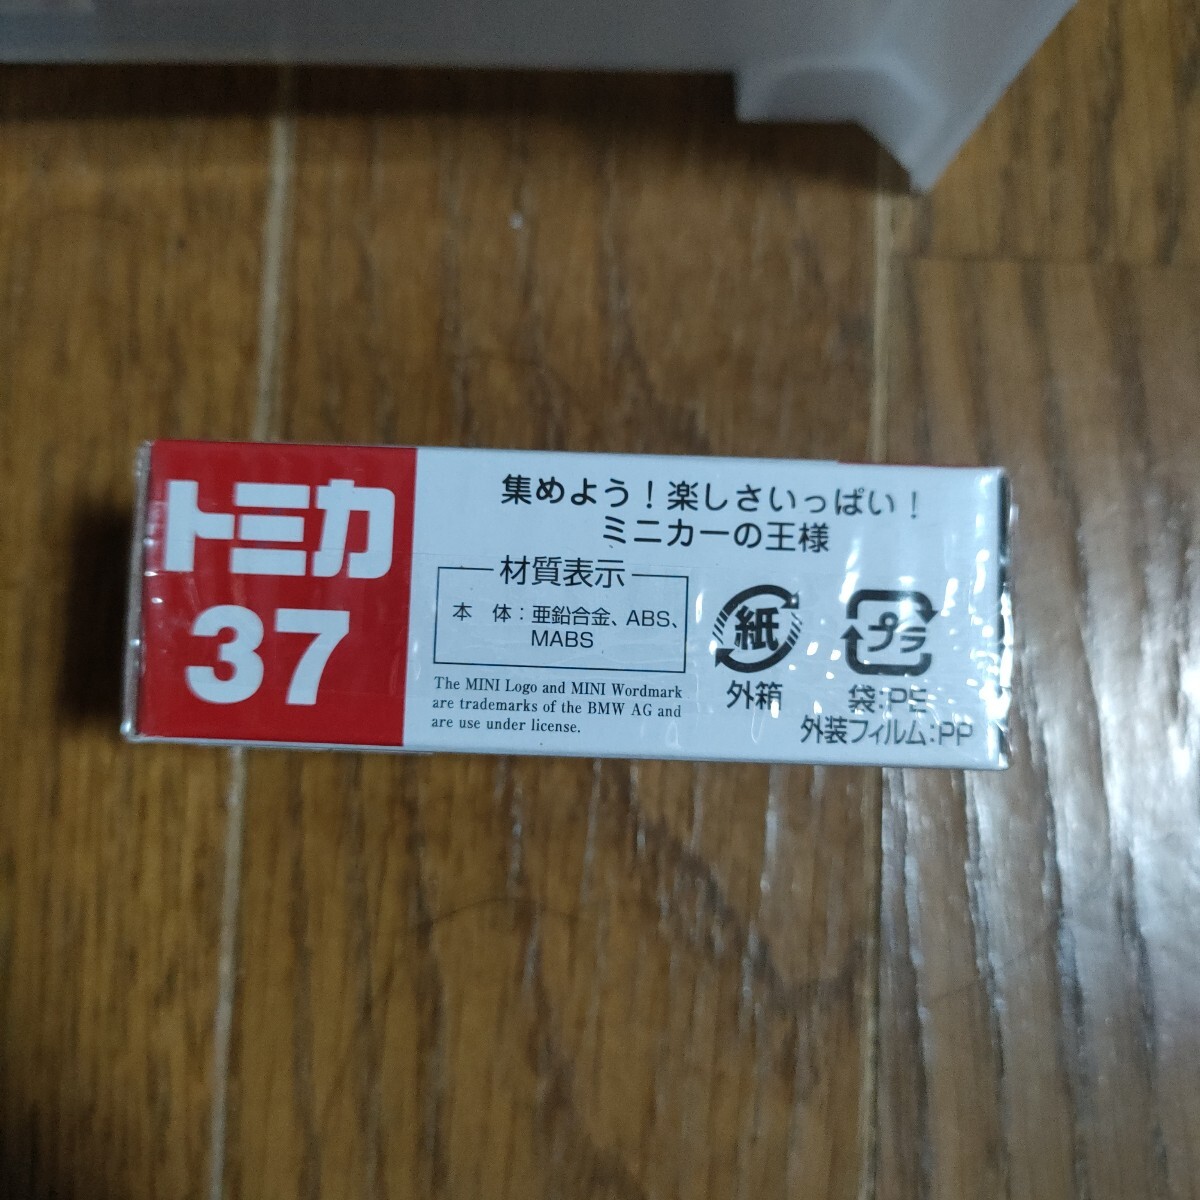 トミカ
37
集めよう！楽しさいっぱい！
ミニカーの王様
材質表示
本　体：亜鉛合金、ABS、
MABS
The MINI Logo and MINI Wordmark
are trademarks of the BMW AG and
are use under license.
紙
外箱
プラ
袋:PE
外装フィルム:PP